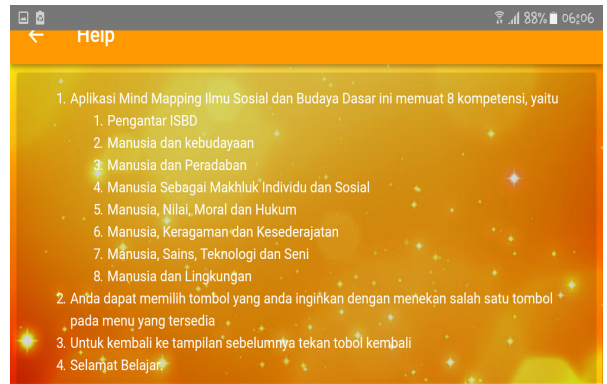 88% 06:06
Help
1. Aplikasi Mind Mapping Ilmu Sosial dan Budaya Dasar ini memuat 8 kompetensi, yaitu
1. Pengantar ISBD
2. Manusia dan kebudayaan
3. Manusia dan Peradaban
4. Manusia Sebagai Makhluk Individu dan Sosial
5. Manusia, Nilai, Moral dan Hukum
6. Manusia, Keragaman dan Kesederajatan
7. Manusia, Sains, Teknologi dan Seni
8. Manusia dan Lingkungan
2. Anda dapat memilih tombol yang anda inginkan dengan menekan salah satu tombol
pada menu yang tersedia
3. Untuk kembali ke tampilan sebelumnya tekan tobol kembali
4. Selamat Belajar.